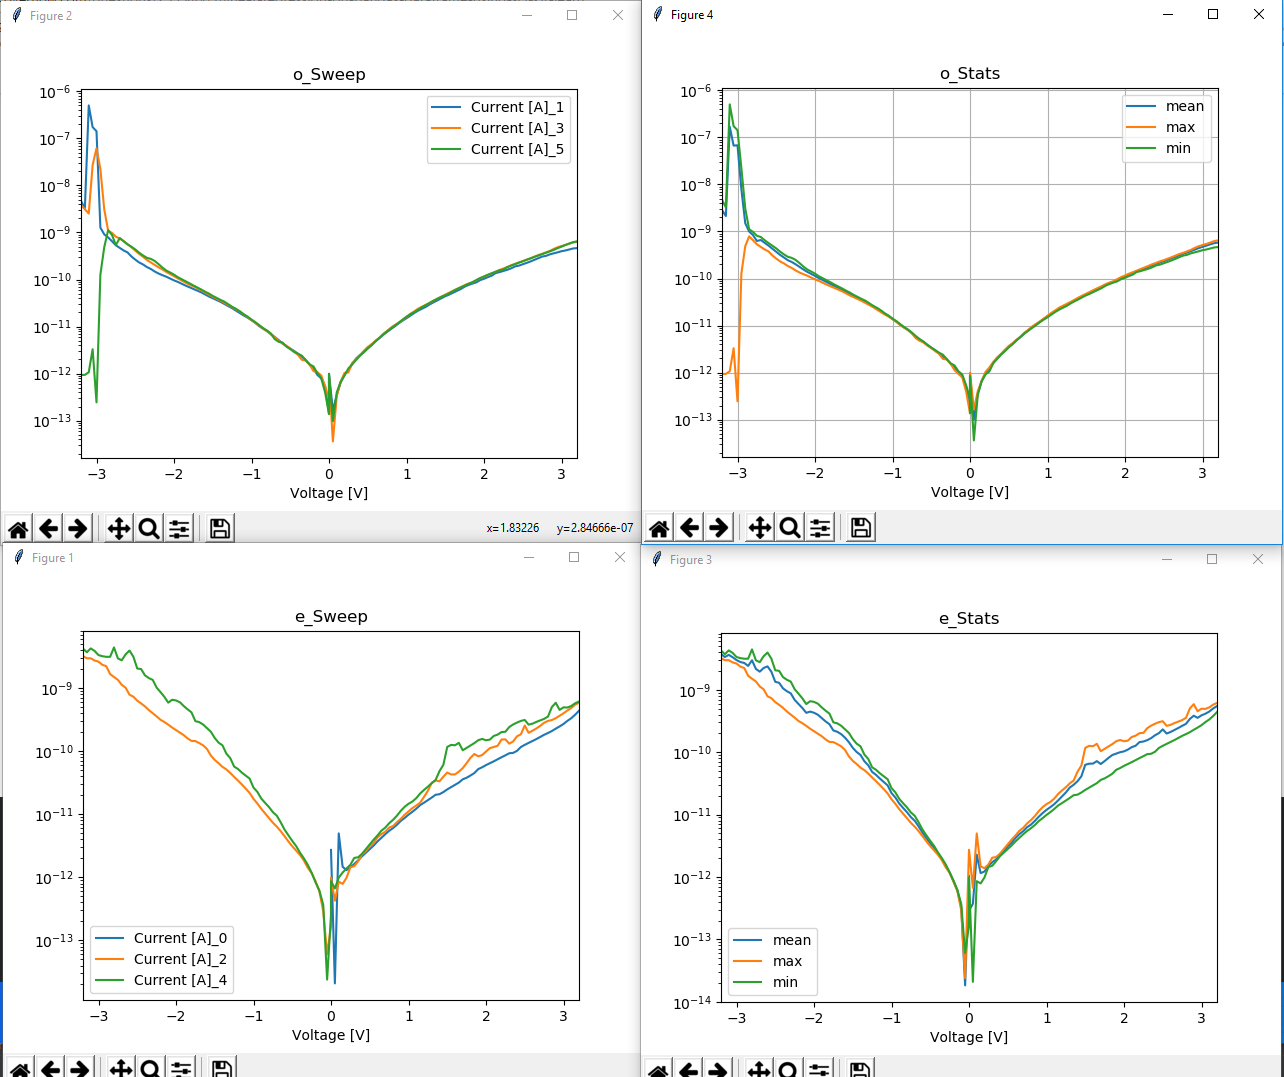 Figure 2
o_Sweep
10⁻⁶
10⁻⁷
10⁻⁸
10⁻⁹
10⁻¹⁰
10⁻¹¹
10⁻¹²
10⁻¹³
Current [A]_1
Current [A]_3
Current [A]_5
−3 −2 −1 0 1 2 3
Voltage [V]
x=1.83226 y=2.84666e-07
Figure 4
o_Stats
10⁻⁶
10⁻⁷
10⁻⁸
10⁻⁹
10⁻¹⁰
10⁻¹¹
10⁻¹²
10⁻¹³
mean
max
min
−3 −2 −1 0 1 2 3
Voltage [V]
Figure 1
e_Sweep
10⁻⁹
10⁻¹⁰
10⁻¹¹
10⁻¹²
10⁻¹³
Current [A]_0
Current [A]_2
Current [A]_4
−3 −2 −1 0 1 2 3
Voltage [V]
Figure 3
e_Stats
10⁻⁹
10⁻¹⁰
10⁻¹¹
10⁻¹²
10⁻¹³
10⁻¹⁴
mean
max
min
−3 −2 −1 0 1 2 3
Voltage [V]